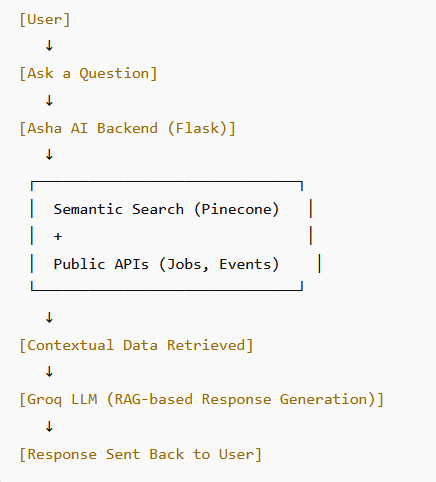 [User]
↓
[Ask a Question]
↓
[Asha AI Backend (Flask)]
↓
┌─────────────────────────────┐
│  Semantic Search (Pinecone)   │
│  +                            │
│  Public APIs (Jobs, Events)    │
└─────────────────────────────┘
↓
[Contextual Data Retrieved]
↓
[Groq LLM (RAG-based Response Generation)]
↓
[Response Sent Back to User]